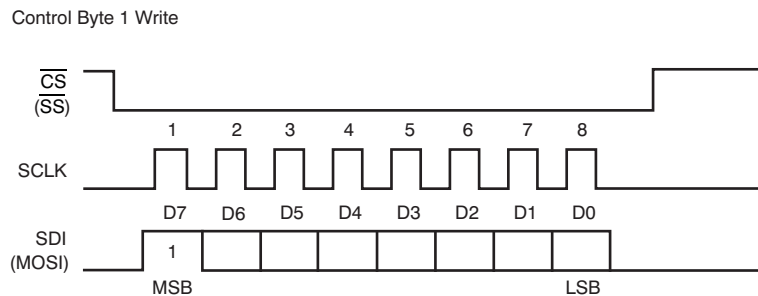 Control Byte 1 Write
CS
(SS)
1 2 3 4 5 6 7 8
SCLK
D7 D6 D5 D4 D3 D2 D1 D0
SDI
(MOSI)
1
MSB LSB